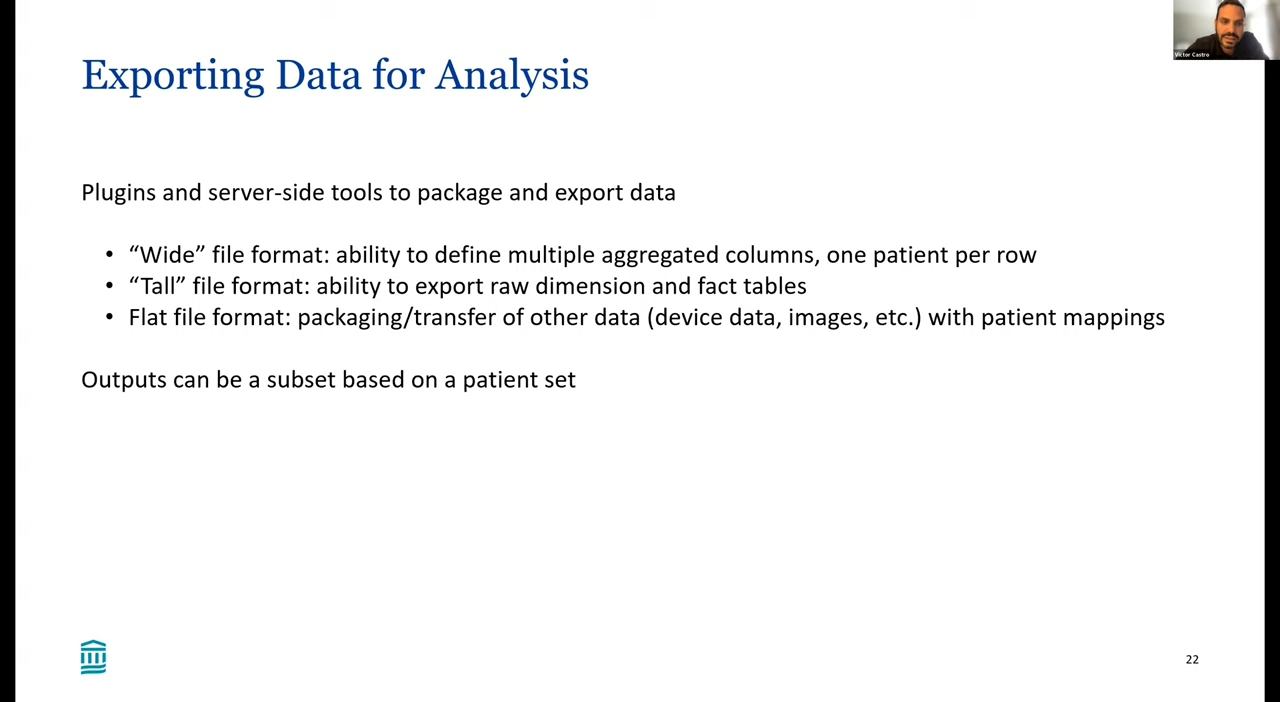 Exporting Data for Analysis
Victor Castro
Plugins and server-side tools to package and export data
• “Wide” file format: ability to define multiple aggregated columns, one patient per row
• “Tall” file format: ability to export raw dimension and fact tables
• Flat file format: packaging/transfer of other data (device data, images, etc.) with patient mappings
Outputs can be a subset based on a patient set
22